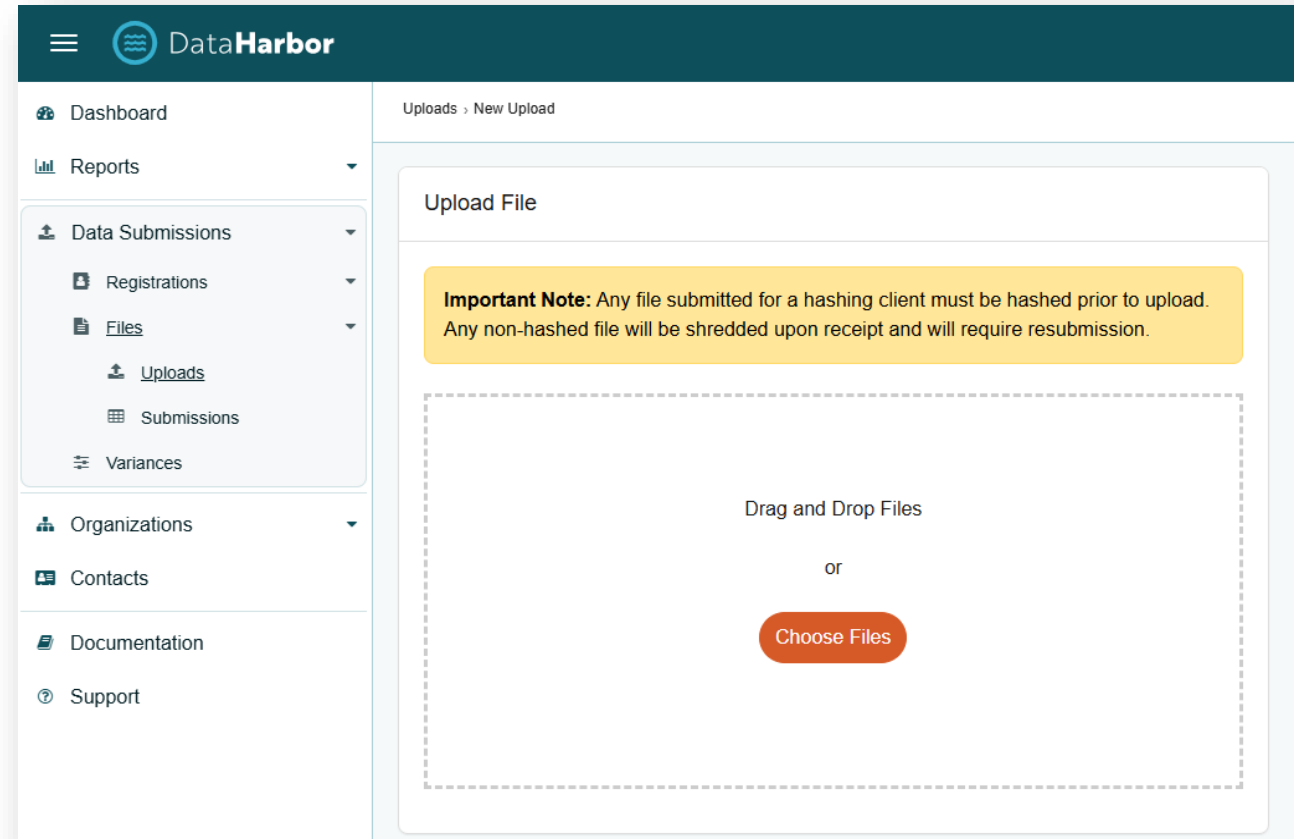 DataHarbor
Dashboard
Reports
Data Submissions
Registrations
Files
Uploads
Submissions
Variances
Organizations
Contacts
Documentation
Support
Uploads › New Upload
Upload File
Important Note: Any file submitted for a hashing client must be hashed prior to upload.
Any non-hashed file will be shredded upon receipt and will require resubmission.
Drag and Drop Files
or
Choose Files